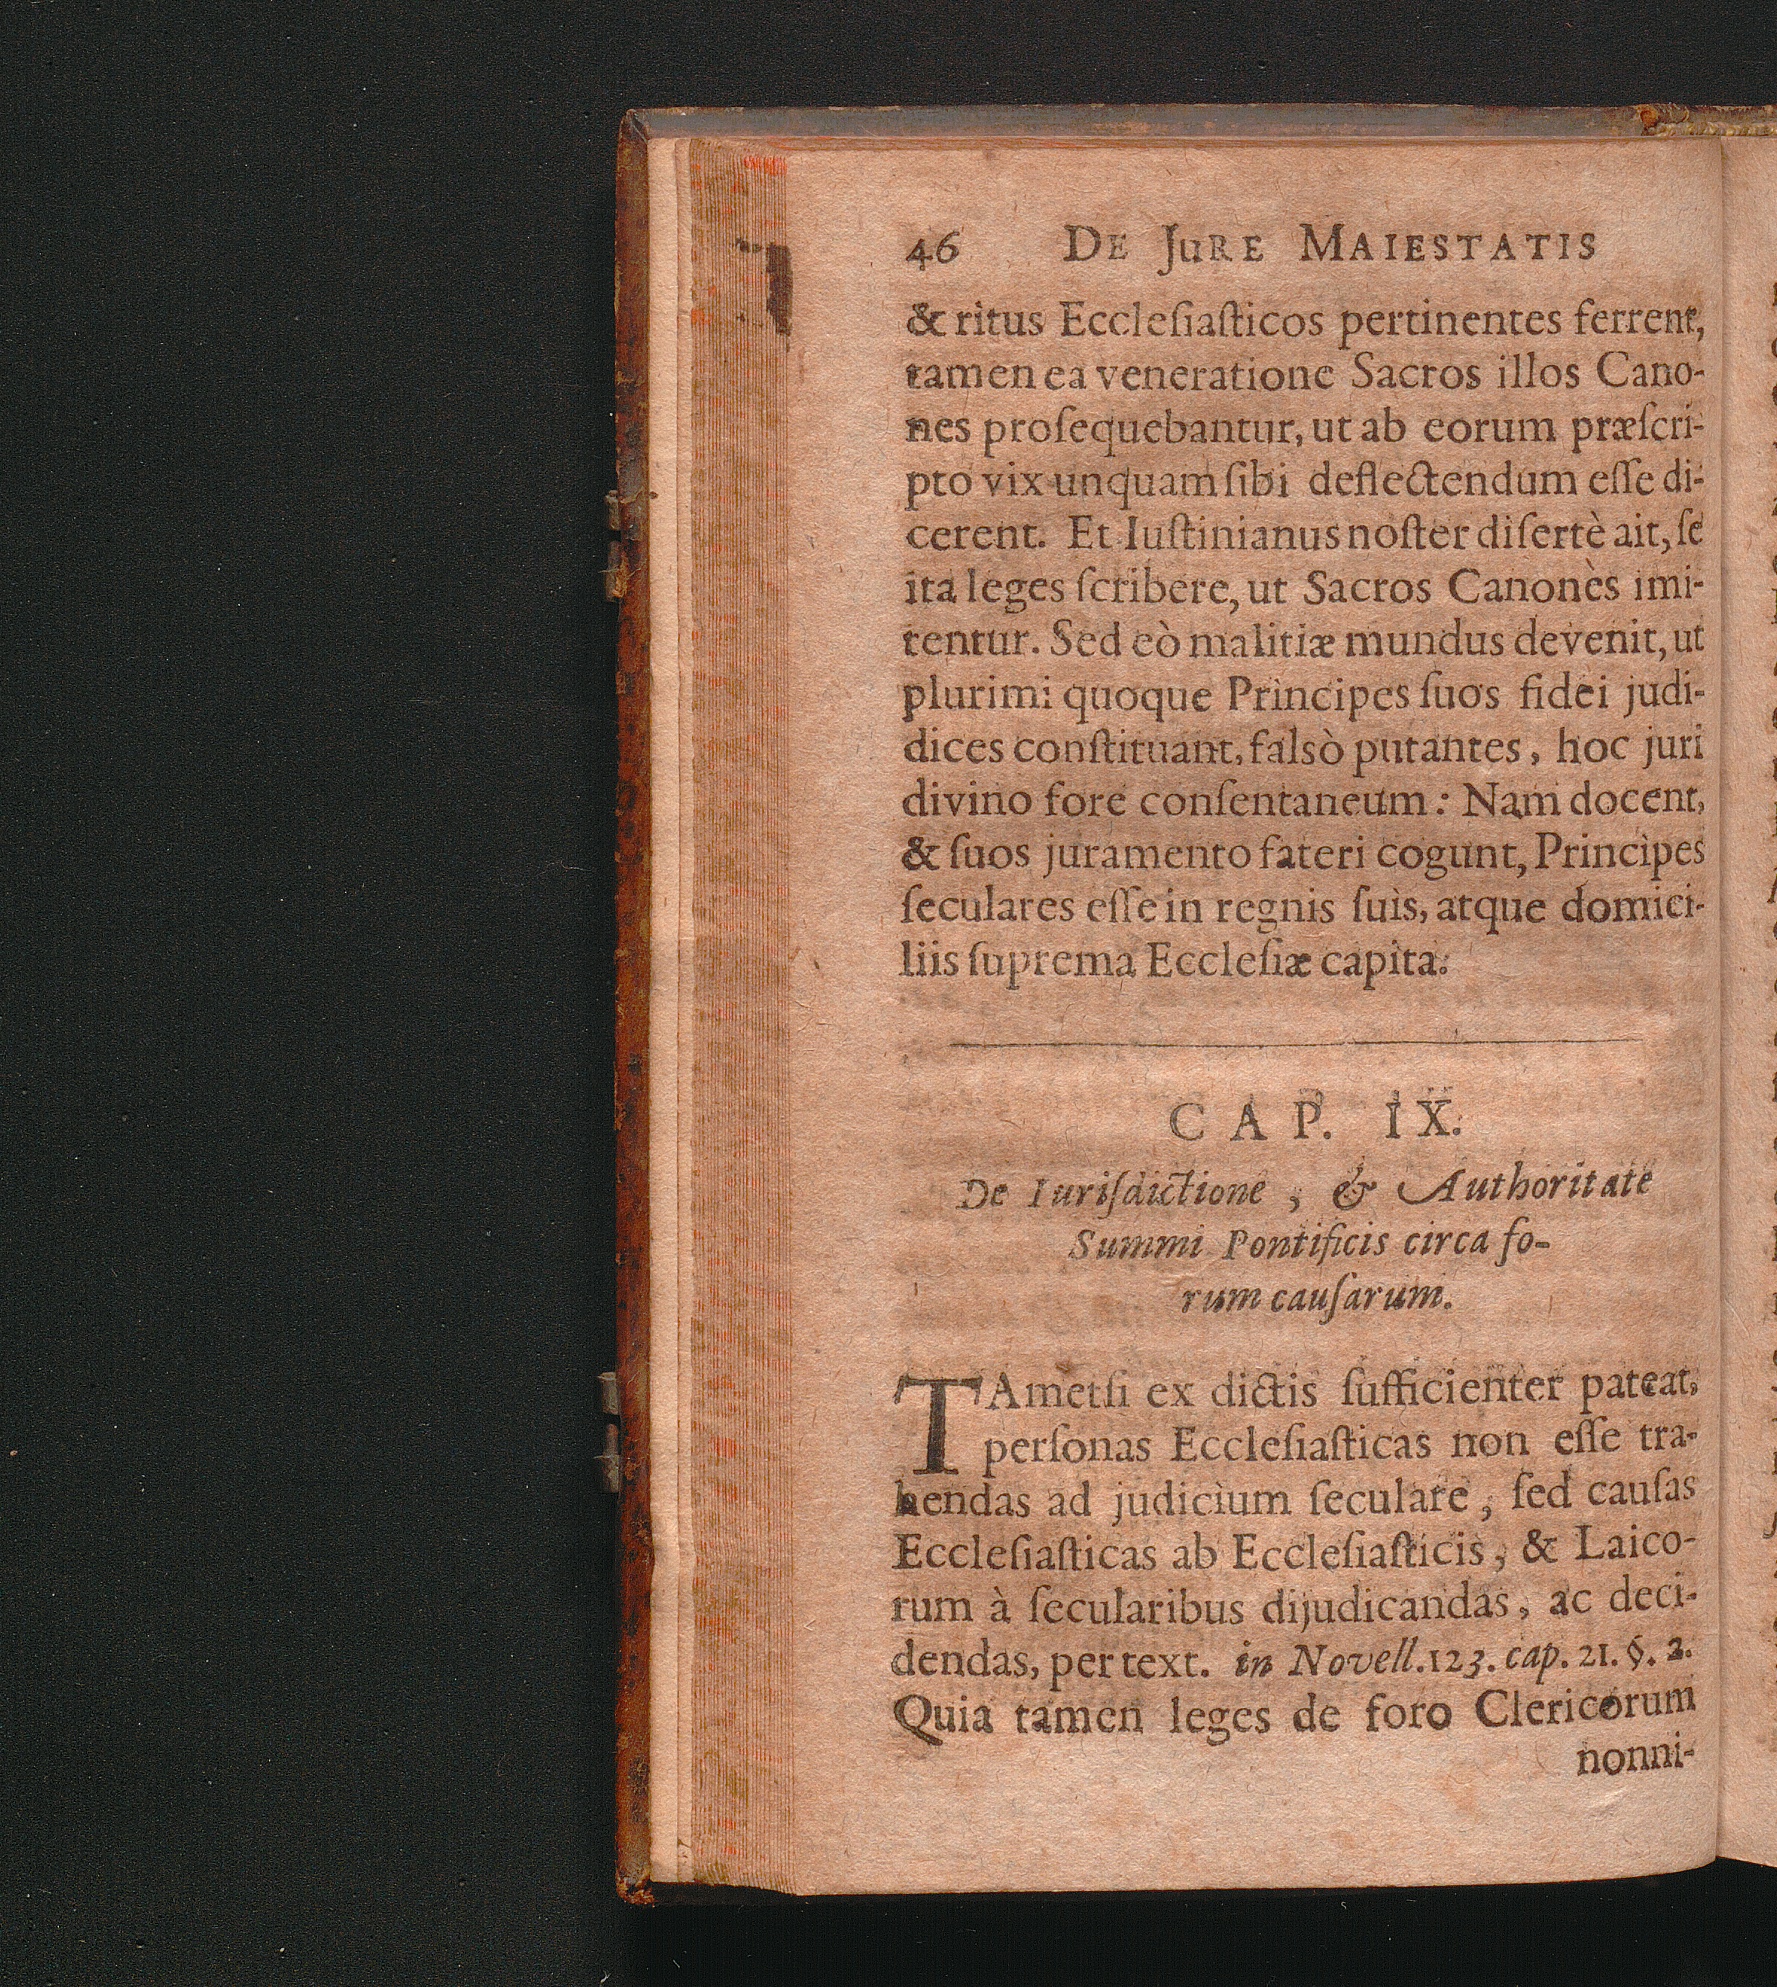 46 DE JuRE MAIESTATIS
& ritus Eccleſiaſticos pertinentes ferrent,
tamen ea veneratione Sacros illos Cano-
nes proſequebantur, ut ab eorum præſcri-
pto vix unquam ſibi deflectendum eſſe di-
cerent. Et Iuſtinianus noſter diſertè ait, ſe
ita leges ſcribere, ut Sacros Canonès imi-
tentur. Sed eò malitiæ mundus devenit, ut
plurimi quoque Principes ſuos fidei judi-
dices conſtituant, falsò putantes, hoc juri
divino fore conſentaneum: Nam docent,
& ſuos juramento fateri cogunt, Principes
ſeculares eſſe in regnis ſuis, atque domici-
liis ſuprema Eccleſiæ capita.
CAP. IX.
De Iuriſdictione, & Authoritate
Summi Pontificis circa fo-
rum cauſarum.
TAmetſi ex dictis ſufficienter pateat,
perſonas Eccleſiaſticas non eſſe tra-
hendas ad judicium ſeculare, ſed cauſas
Eccleſiaſticas ab Eccleſiaſticis, & Laico-
rum à ſecularibus dijudicandas, ac deci-
dendas, per text. in Novell. 123. cap. 21. §. 2.
Quia tamen leges de foro Clericorum
nonni-